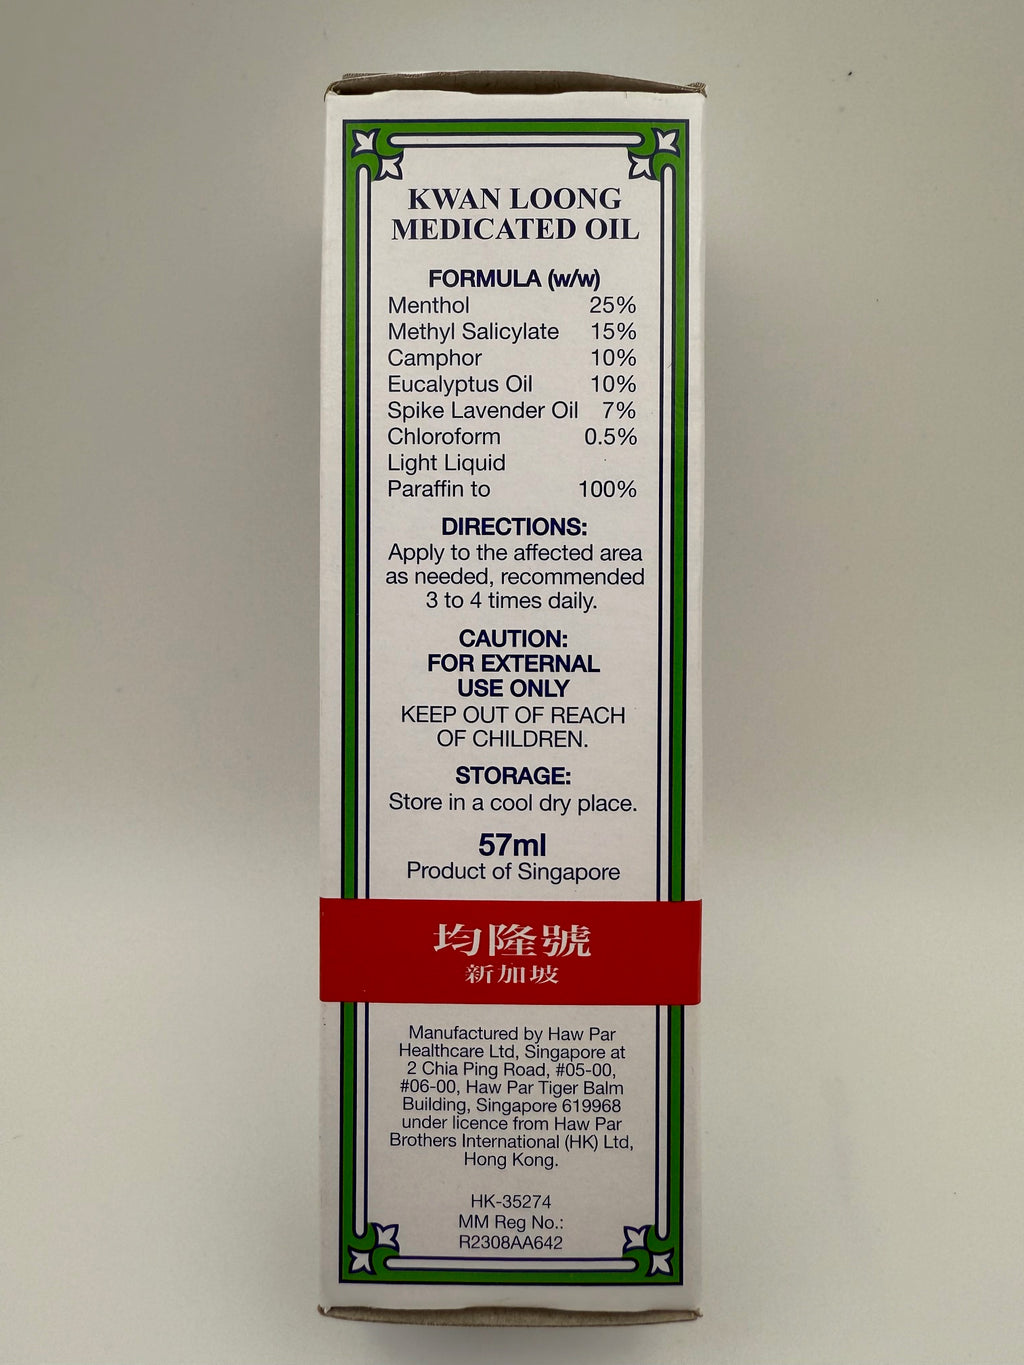 KWAN LOONG
MEDICATED OIL
FORMULA (w/w)
Menthol 25%
Methyl Salicylate 15%
Camphor 10%
Eucalyptus Oil 10%
Spike Lavender Oil 7%
Chloroform 0.5%
Light Liquid
Paraffin to 100%
DIRECTIONS:
Apply to the affected area
as needed, recommended
3 to 4 times daily.
CAUTION:
FOR EXTERNAL
USE ONLY
KEEP OUT OF REACH
OF CHILDREN.
STORAGE:
Store in a cool dry place.
57ml
Product of Singapore
均隆號
新加坡
Manufactured by Haw Par
Healthcare Ltd, Singapore at
2 Chia Ping Road, #05-00,
#06-00, Haw Par Tiger Balm
Building, Singapore 619968
under licence from Haw Par
Brothers International (HK) Ltd,
Hong Kong.
HK-35274
MM Reg No.:
R2308AA642